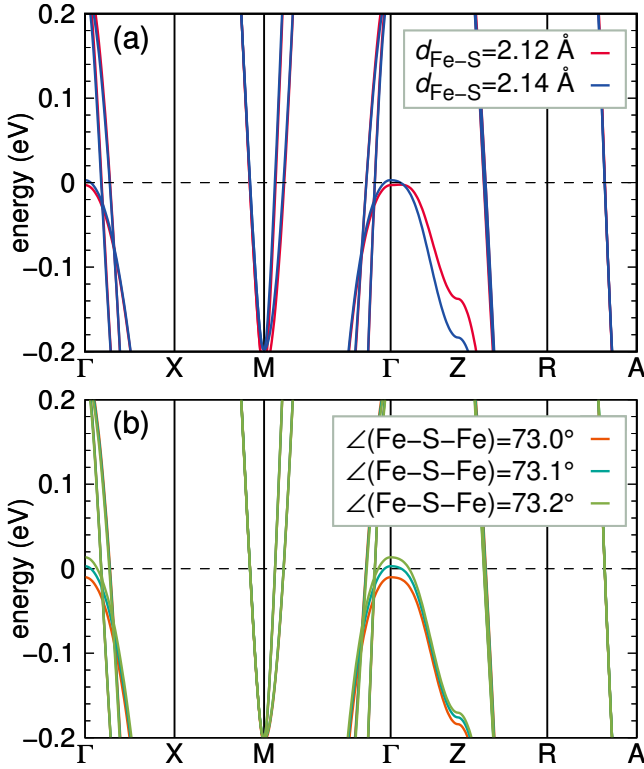 (a)
d Fe−S=2.12 Å
d Fe−S=2.14 Å
energy (eV)
0.2
0.1
0
−0.1
−0.2
Γ X M Γ Z R A
(b)
∠(Fe−S−Fe)=73.0°
∠(Fe−S−Fe)=73.1°
∠(Fe−S−Fe)=73.2°
energy (eV)
0.2
0.1
0
−0.1
−0.2
Γ X M Γ Z R A